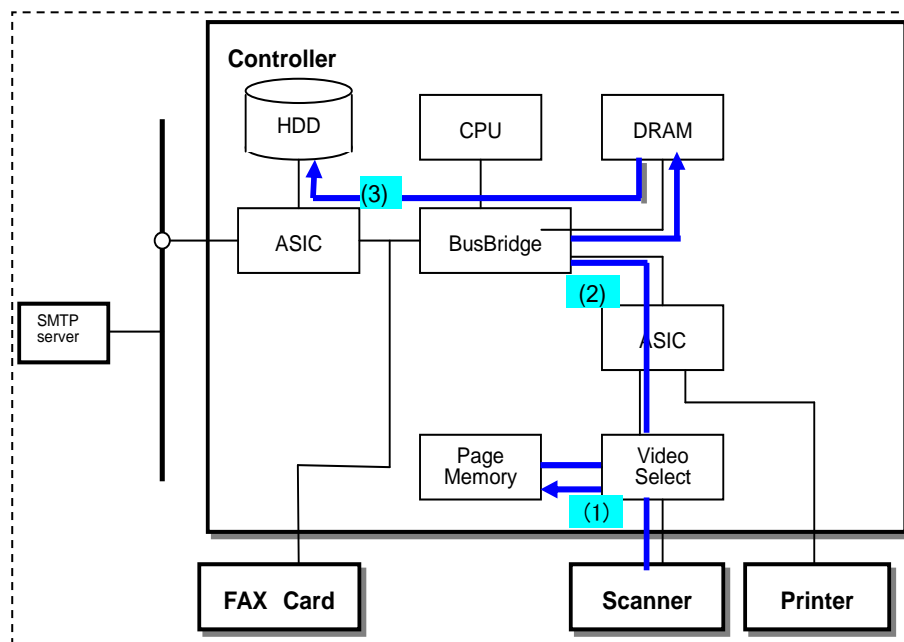 Controller
HDD
CPU
DRAM
(3)
ASIC
BusBridge
(2)
SMTP
server
ASIC
Page
Memory
Video
Select
(1)
FAX Card
Scanner
Printer